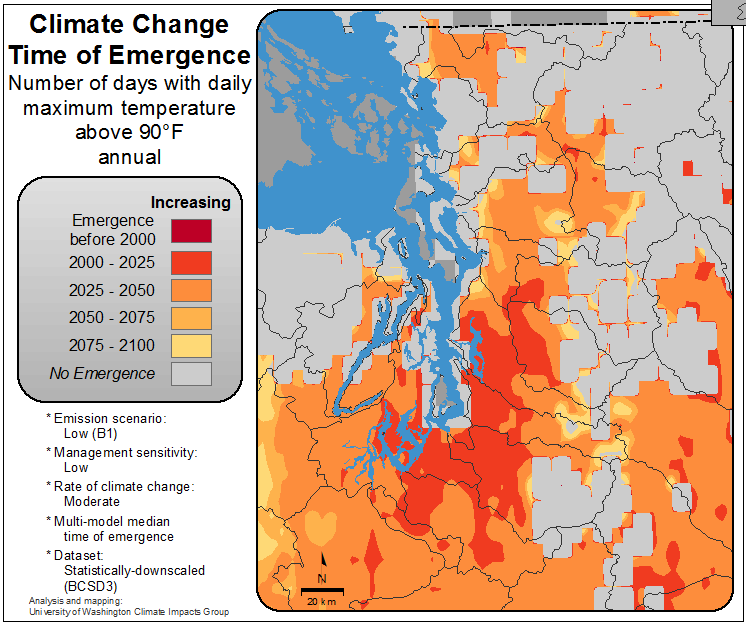 Climate Change
Time of Emergence
Number of days with daily
maximum temperature
above 90°F
annual
Increasing
Emergence
before 2000
2000 - 2025
2025 - 2050
2050 - 2075
2075 - 2100
No Emergence
* Emission scenario:
Low (B1)
* Management sensitivity:
Low
* Rate of climate change:
Moderate
* Multi-model median
time of emergence
* Dataset:
Statistically-downscaled
(BCSD3)
Analysis and mapping:
University of Washington Climate Impacts Group
N
20 km